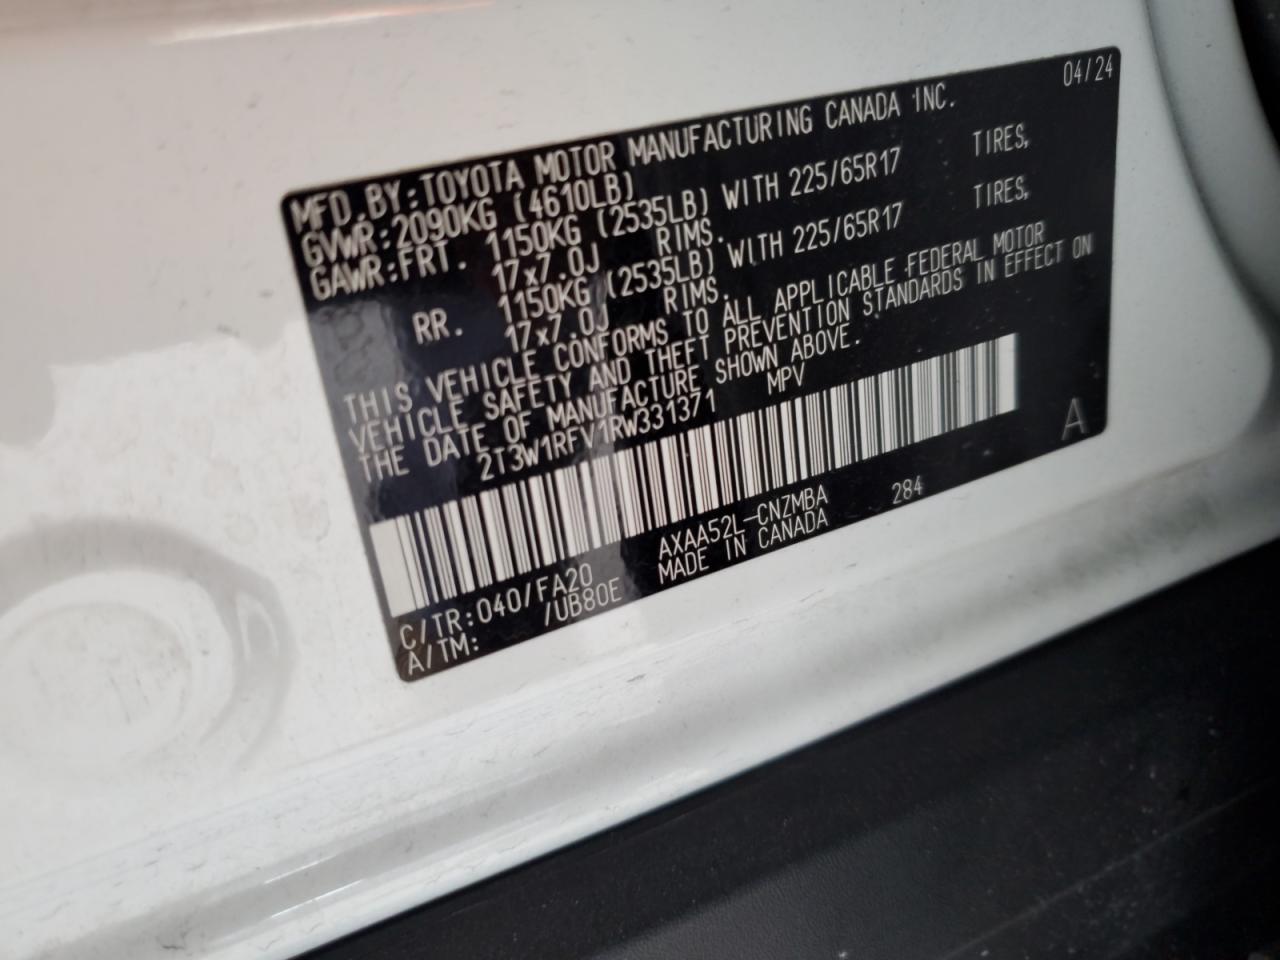 04/24
MFD. BY: TOYOTA MOTOR MANUFACTURING CANADA INC.
GVWR: 2090KG (4610LB)
GAWR: FRT. 1150KG (2535LB) WITH 225/65R17 TIRES,
17x7.0J RIMS.
RR. 1150KG (2535LB) WITH 225/65R17 TIRES,
17x7.0J RIMS.
THIS VEHICLE CONFORMS TO ALL APPLICABLE FEDERAL MOTOR
VEHICLE SAFETY AND THEFT PREVENTION STANDARDS IN EFFECT ON
THE DATE OF MANUFACTURE SHOWN ABOVE.
2T3W1RFV1RW331371 MPV
A
C/TR: 040/FA20 AXAA52L-CNZMBA 284
A/TM: /UB80E MADE IN CANADA